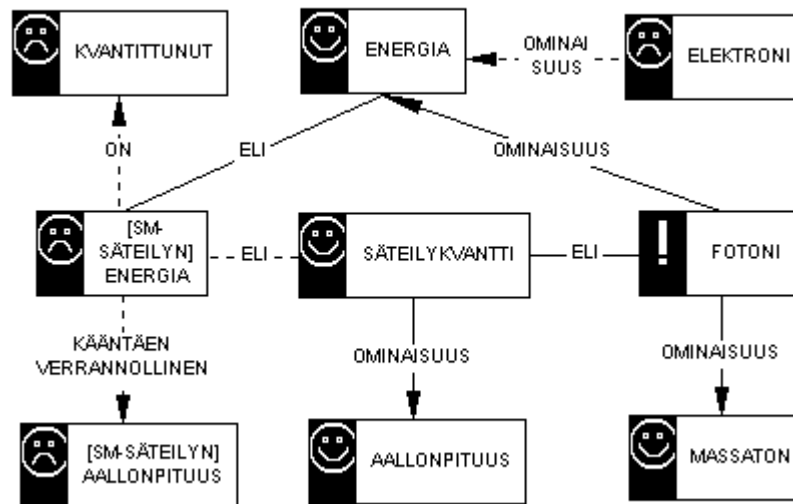 KVANTITTUNUT
ENERGIA
OMINAI
SUUS
ELEKTRONI
ON
ELI
OMINAISUUS
[SM-
SÄTEILYN]
ENERGIA
ELI
SÄTEILYKVANTTI
ELI
!
FOTONI
KÄÄNTÄEN
VERRANNOLLINEN
OMINAISUUS
OMINAISUUS
[SM-SÄTEILYN]
AALLONPITUUS
AALLONPITUUS
MASSATON